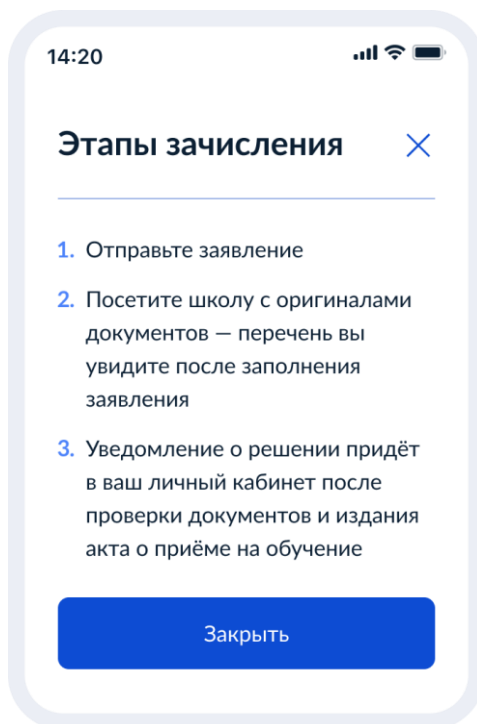 14:20
Этапы зачисления
1. Отправьте заявление
2. Посетите школу с оригиналами
документов — перечень вы
увидите после заполнения
заявления
3. Уведомление о решении придёт
в ваш личный кабинет после
проверки документов и издания
акта о приёме на обучение
Закрыть